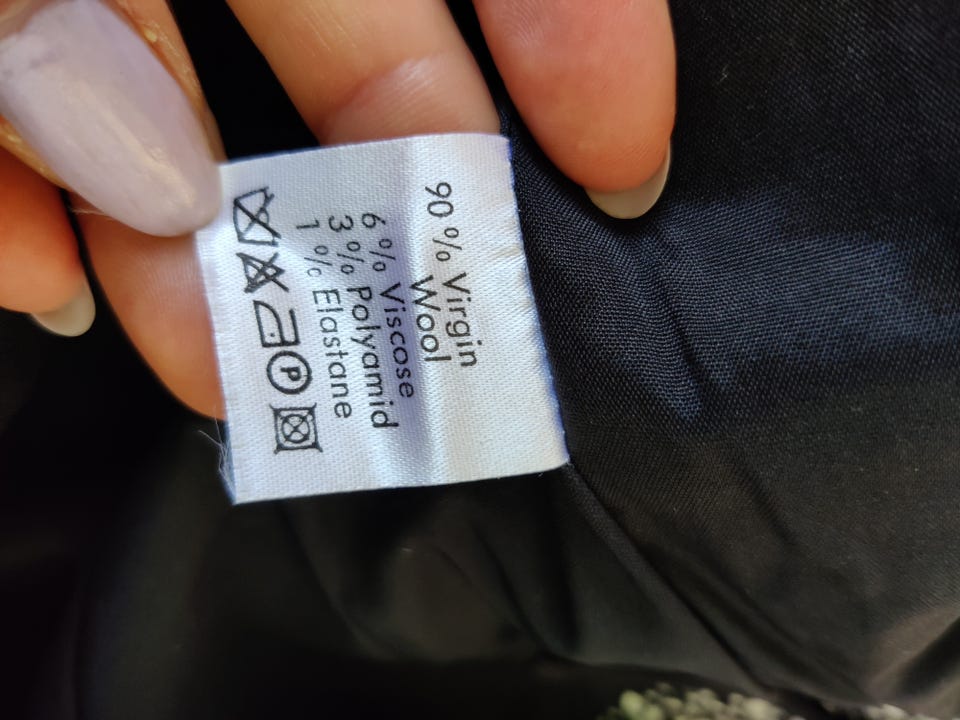 90 % Virgin
Wool
6 % Viscose
3 % Polyamid
1 % Elastane
P